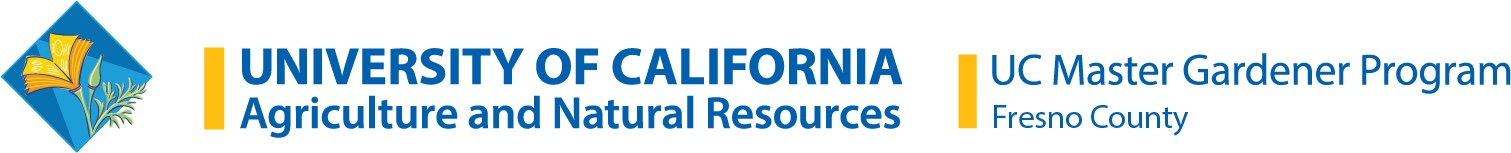 UNIVERSITY OF CALIFORNIA
Agriculture and Natural Resources
UC Master Gardener Program
Fresno County